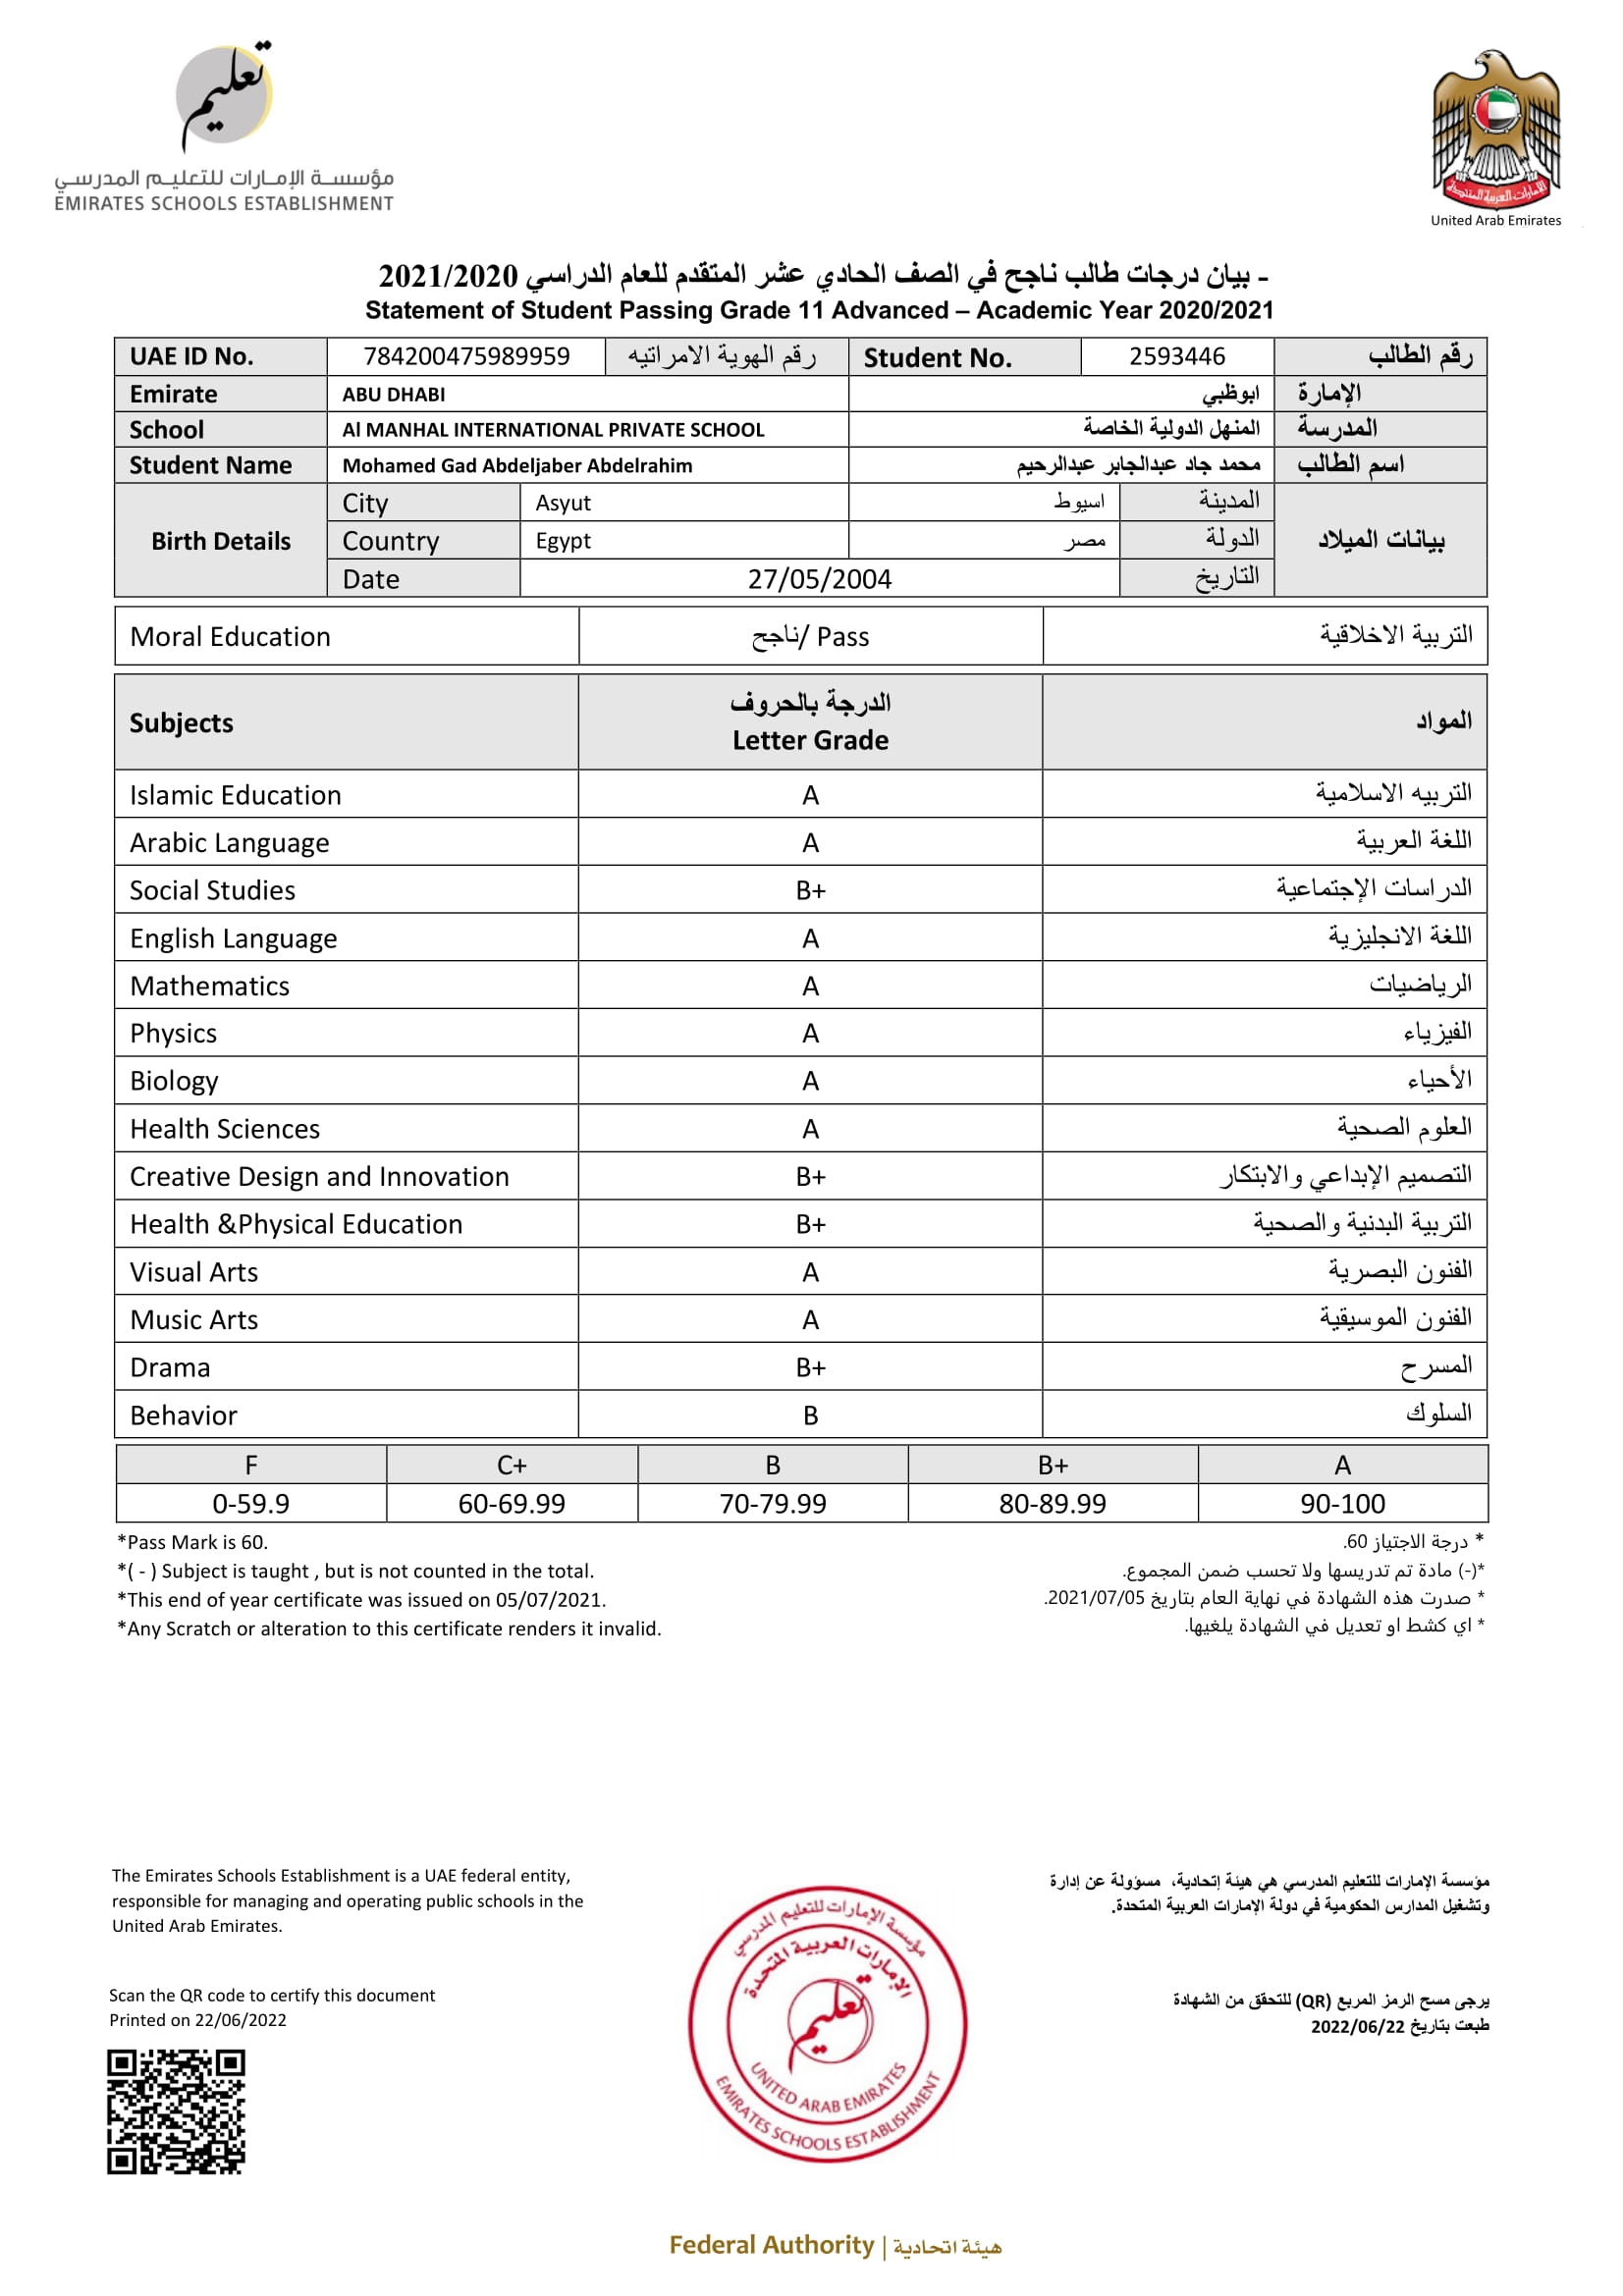 تعليم
مؤسسة الإمارات للتعليم المدرسي
EMIRATES SCHOOLS ESTABLISHMENT
الإمارات العربية المتحدة
United Arab Emirates
- بيان درجات طالب ناجح في الصف الحادي عشر المتقدم للعام الدراسي 2021/2020
Statement of Student Passing Grade 11 Advanced – Academic Year 2020/2021
UAE ID No. 784200475989959 رقم الهوية الامراتيه Student No. 2593446 رقم الطالب
Emirate ABU DHABI ابوظبي الإمارة
School Al MANHAL INTERNATIONAL PRIVATE SCHOOL المنهل الدولية الخاصة المدرسة
Student Name Mohamed Gad Abdeljaber Abdelrahim محمد جاد عبدالجابر عبدالرحيم اسم الطالب
City Asyut اسيوط المدينة
Birth Details Country Egypt مصر الدولة بيانات الميلاد
Date 27/05/2004 التاريخ
Moral Education ناجح/ Pass التربية الاخلاقية
Subjects الدرجة بالحروف المواد
Letter Grade
Islamic Education A التربيه الاسلامية
Arabic Language A اللغة العربية
Social Studies B+ الدراسات الإجتماعية
English Language A اللغة الانجليزية
Mathematics A الرياضيات
Physics A الفيزياء
Biology A الأحياء
Health Sciences A العلوم الصحية
Creative Design and Innovation B+ التصميم الإبداعي والابتكار
Health &Physical Education B+ التربية البدنية والصحية
Visual Arts A الفنون البصرية
Music Arts A الفنون الموسيقية
Drama B+ المسرح
Behavior B السلوك
F C+ B B+ A
0-59.9 60-69.99 70-79.99 80-89.99 90-100
*Pass Mark is 60. * درجة الاجتياز 60.
*( - ) Subject is taught , but is not counted in the total. *(-) مادة تم تدريسها ولا تحسب ضمن المجموع.
*This end of year certificate was issued on 05/07/2021. * صدرت هذه الشهادة في نهاية العام بتاريخ 2021/07/05.
*Any Scratch or alteration to this certificate renders it invalid. * اي كشط او تعديل في الشهادة يلغيها.
The Emirates Schools Establishment is a UAE federal entity,
responsible for managing and operating public schools in the
United Arab Emirates.
مؤسسة الإمارات للتعليم المدرسي هي هيئة إتحادية، مسؤولة عن إدارة
وتشغيل المدارس الحكومية في دولة الإمارات العربية المتحدة.
مؤسسة الإمارات للتعليم المدرسي
الإمارات العربية المتحدة
تعليم
UNITED ARAB EMIRATES
EMIRATES SCHOOLS ESTABLISHMENT
Scan the QR code to certify this document
Printed on 22/06/2022
يرجى مسح الرمز المربع (QR) للتحقق من الشهادة
طبعت بتاريخ 2022/06/22
Federal Authority | هيئة اتحادية